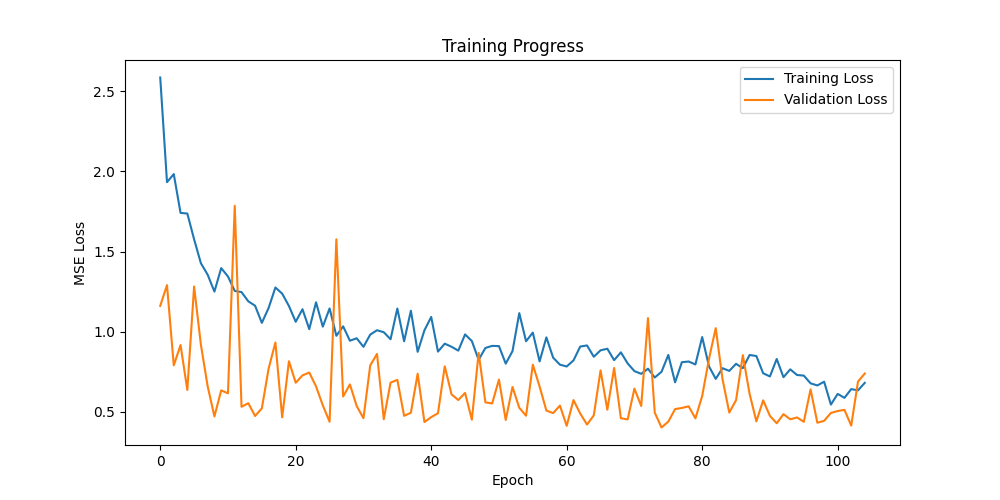 Training Progress
Training Loss
Validation Loss
2.5
2.0
1.5
1.0
0.5
MSE Loss
0 20 40 60 80 100
Epoch